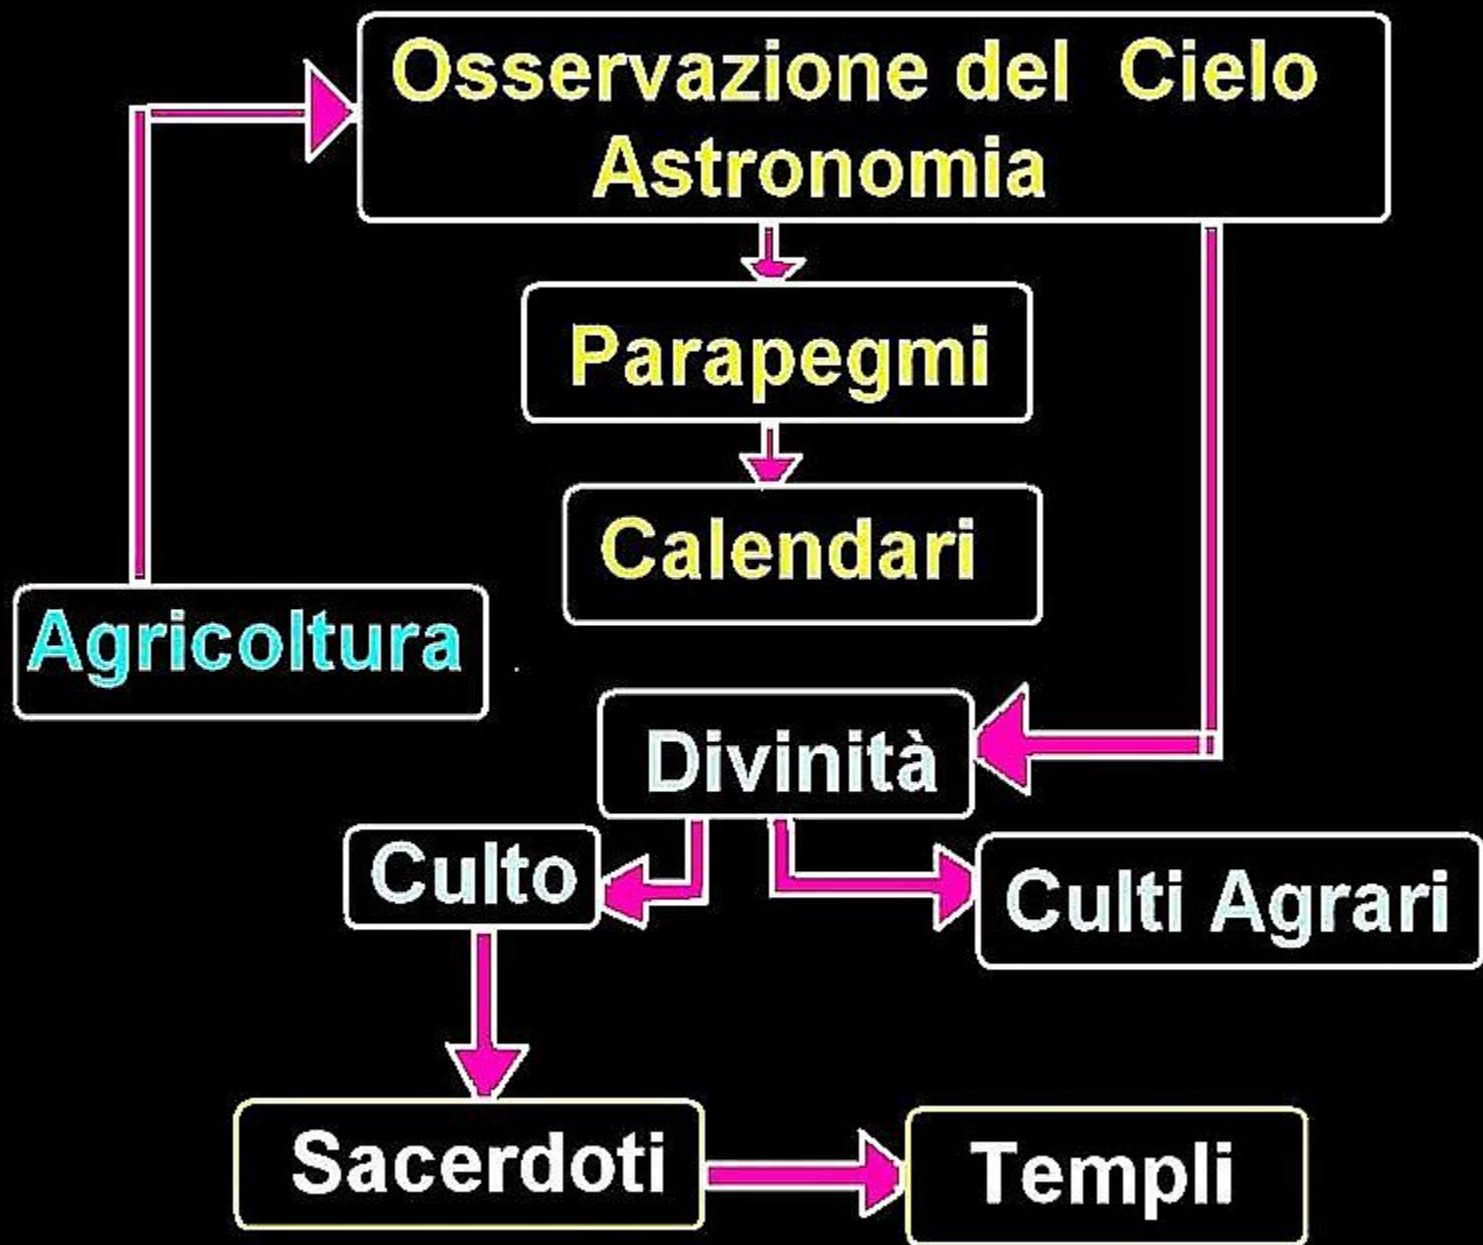 Osservazione del Cielo
Astronomia
Parapegmi
Calendari
Agricoltura
Divinità
Culto
Culti Agrari
Sacerdoti
Templi